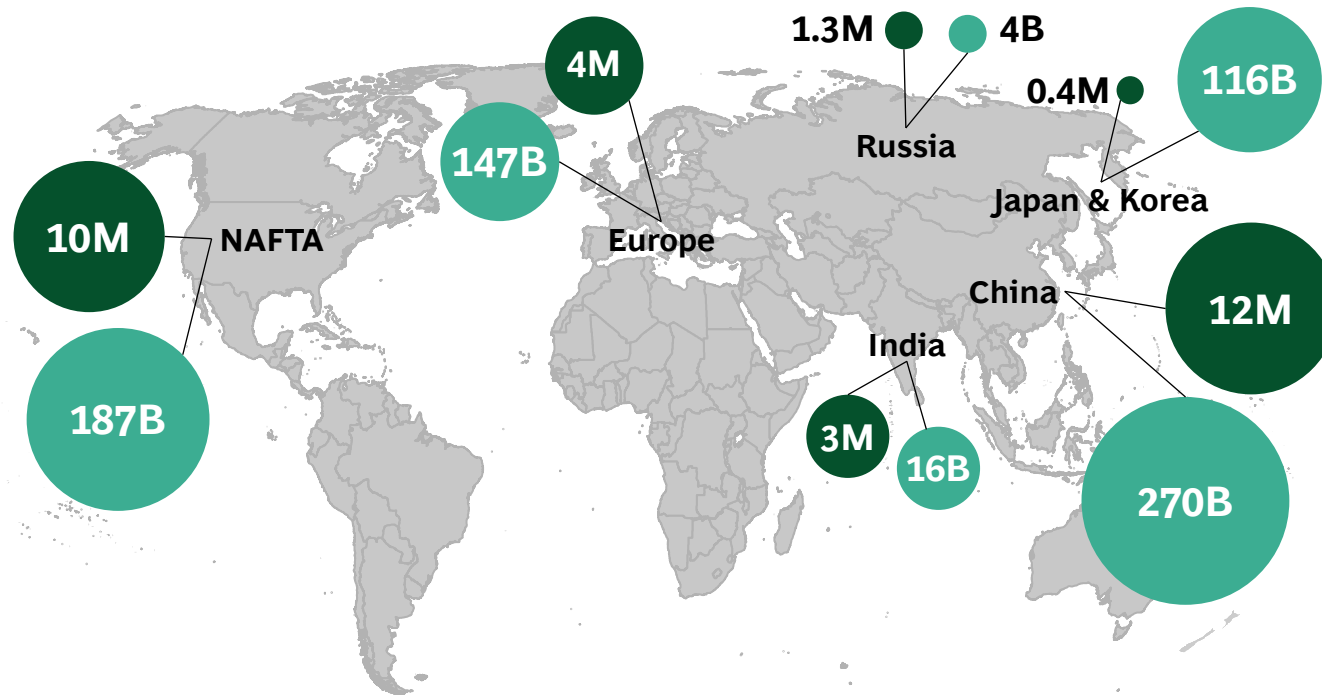 1.3M
4B
4M
116B
0.4M
Russia
147B
Japan & Korea
10M
NAFTA
Europe
China
12M
India
187B
3M
16B
270B